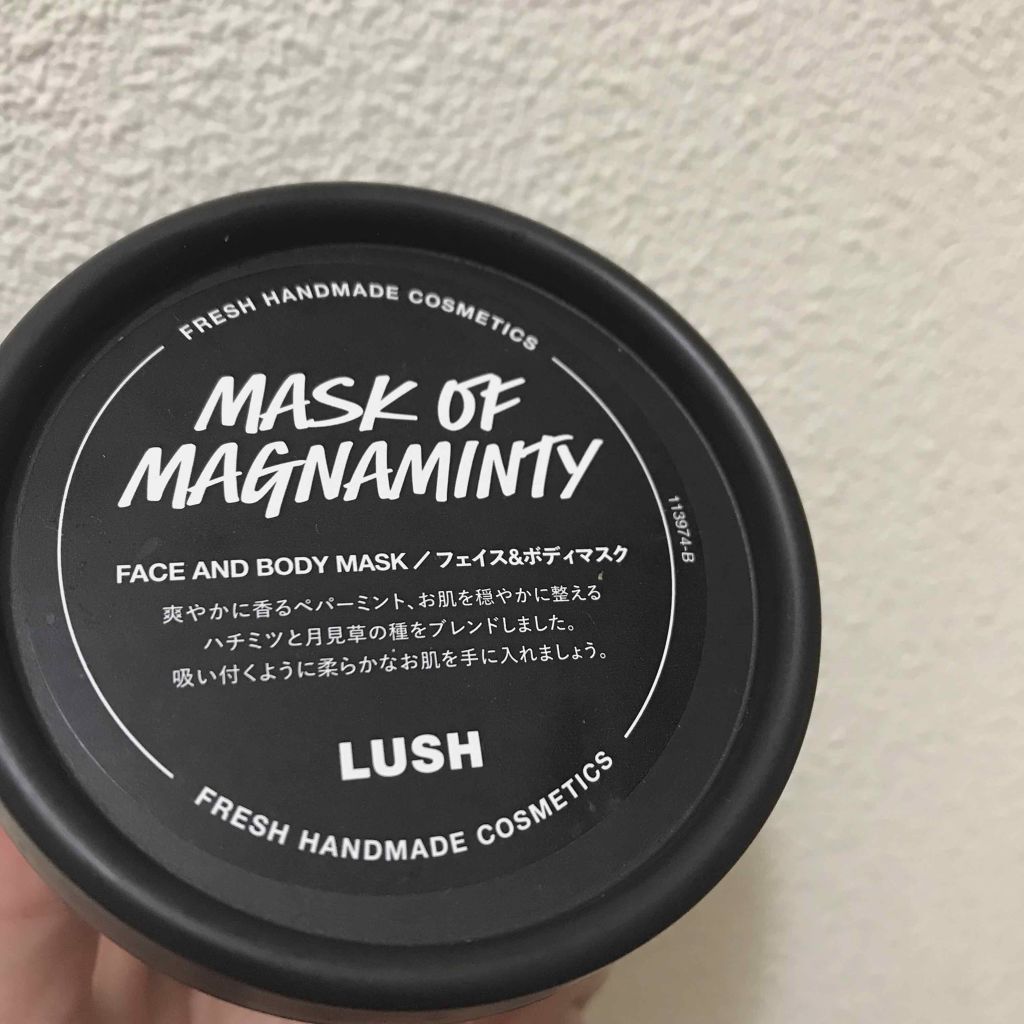 FRESH HANDMADE COSMETICS
MASK OF
MAGNAMINTY
FACE AND BODY MASK／フェイス&ボディマスク
爽やかに香るペパーミント、お肌を穏やかに整える
ハチミツと月見草の種をブレンドしました。
吸い付くように柔らかなお肌を手に入れましょう。
113974-B
LUSH
FRESH HANDMADE COSMETICS